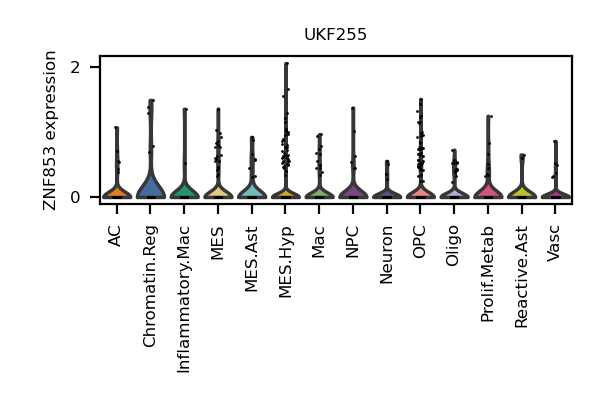 UKF255
ZNF853 expression
2
0
AC
Chromatin.Reg
Inflammatory.Mac
MES
MES.Ast
MES.Hyp
Mac
NPC
Neuron
OPC
Oligo
Prolif.Metab
Reactive.Ast
Vasc